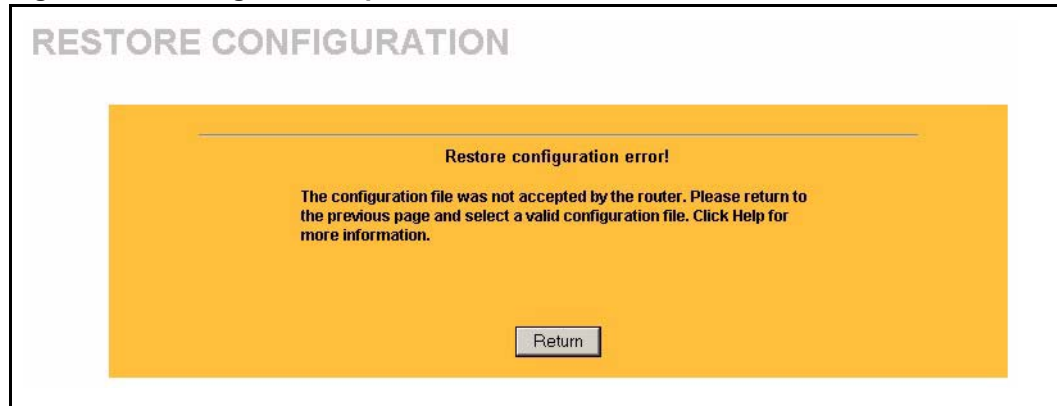 RESTORE CONFIGURATION
Restore configuration error!
The configuration file was not accepted by the router. Please return to
the previous page and select a valid configuration file. Click Help for
more information.
Return